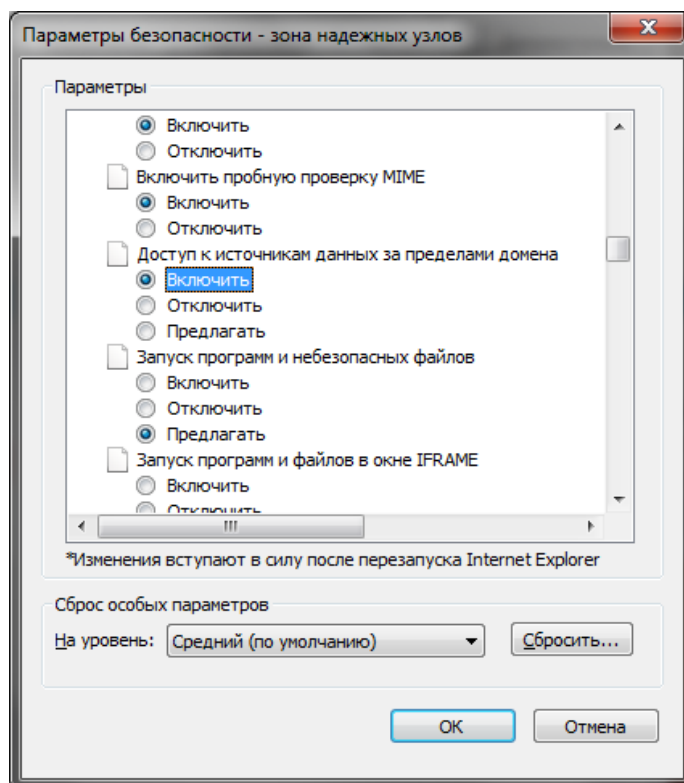 Параметры безопасности - зона надежных узлов
Параметры
Включить
Отключить
Включить пробную проверку MIME
Включить
Отключить
Доступ к источникам данных за пределами домена
Включить
Отключить
Предлагать
Запуск программ и небезопасных файлов
Включить
Отключить
Предлагать
Запуск программ и файлов в окне IFRAME
Включить
Отключить
*Изменения вступают в силу после перезапуска Internet Explorer
Сброс особых параметров
На уровень: Средний (по умолчанию) Сбросить...
ОК Отмена